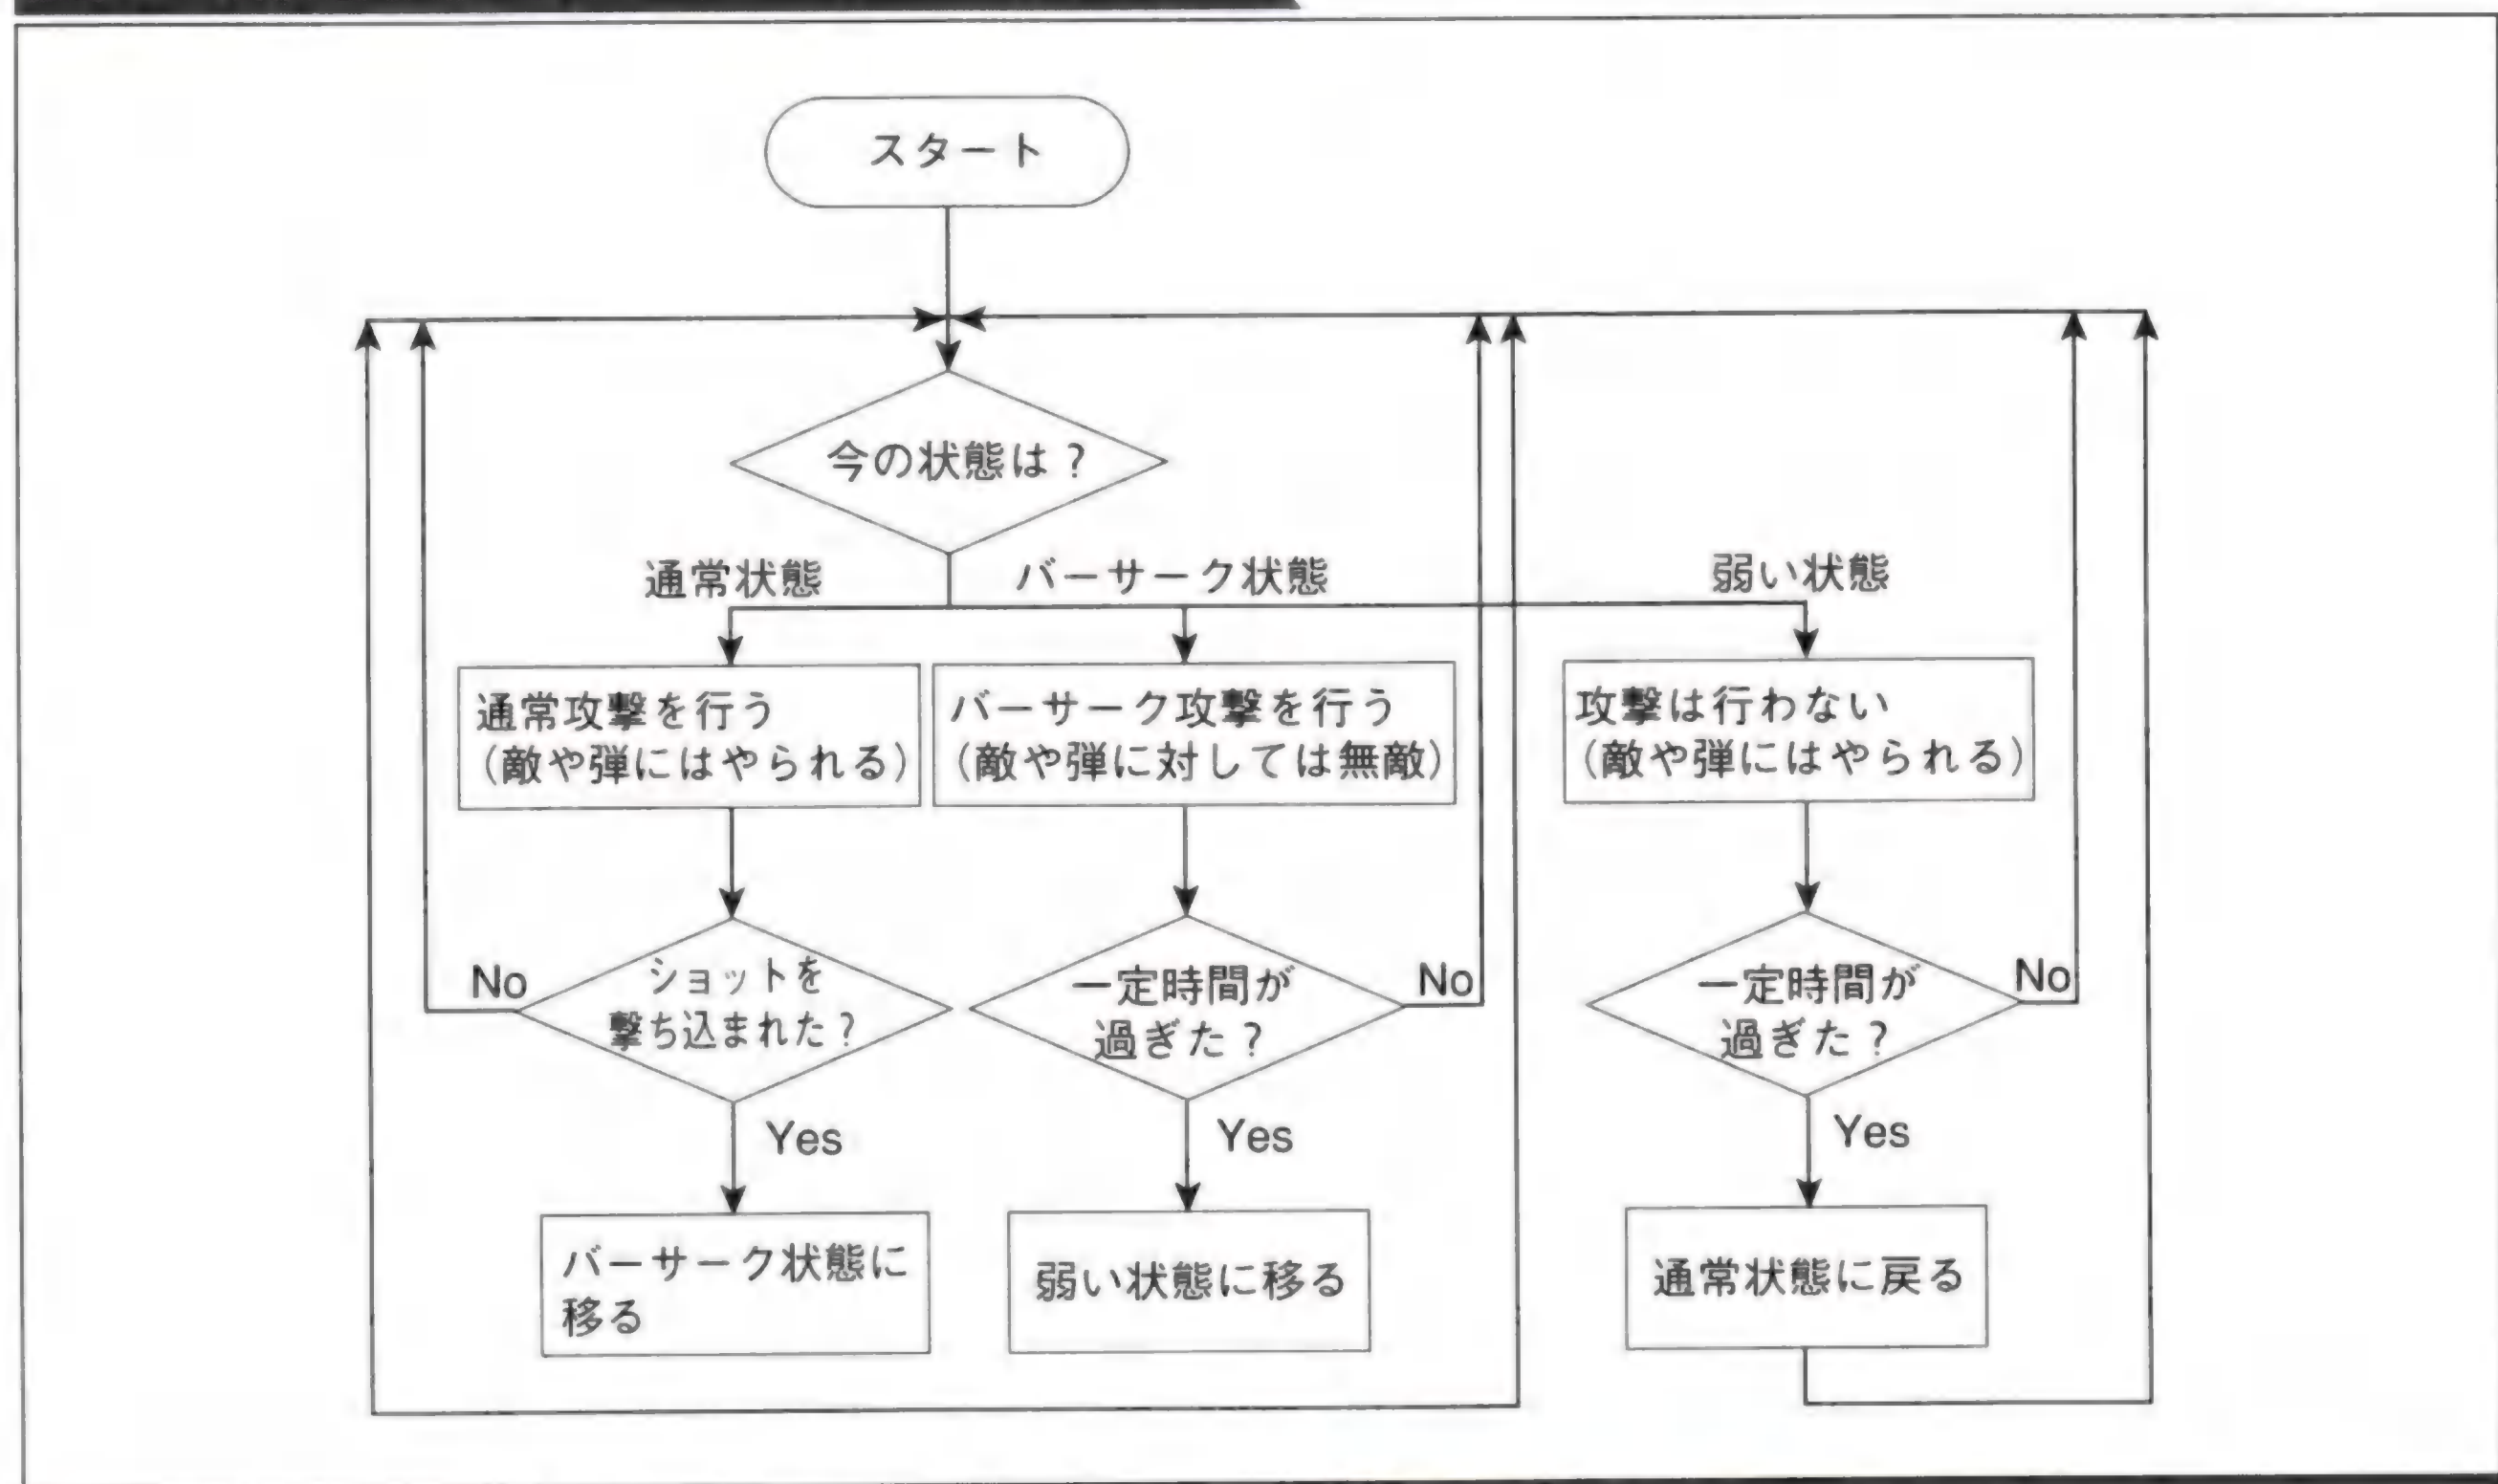 スタート
今の状態は？
通常状態
バーサーク状態
弱い状態
通常攻撃を行う
（敵や弾にはやられる）
バーサーク攻撃を行う
（敵や弾に対しては無敵）
攻撃は行わない
（敵や弾にはやられる）
No
ショットを
撃ち込まれた？
一定時間が
過ぎた？
No
一定時間が
過ぎた？
No
Yes
Yes
Yes
バーサーク状態に
移る
弱い状態に移る
通常状態に戻る